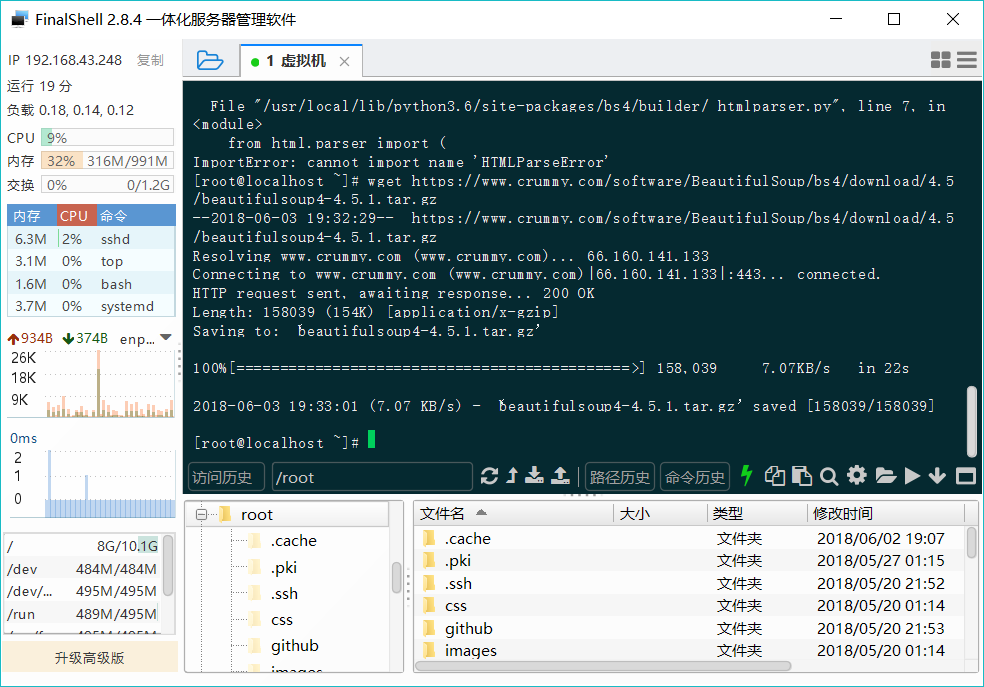 FinalShell 2.8.4 一体化服务器管理软件
IP 192.168.43.248 复制
运行 19 分
负载 0.18, 0.14, 0.12
CPU 9%
内存 32% 316M/991M
交换 0% 0/1.2G
内存 CPU 命令
6.3M 2% sshd
3.1M 0% top
1.6M 0% bash
3.7M 0% systemd
934B 374B enp...
26K
18K
9K
0ms
2
1
0
/ 8G/10.1G
/dev 484M/484M
/dev/... 495M/495M
/run 489M/495M
升级高级版
1 虚拟机
File "/usr/local/lib/python3.6/site-packages/bs4/builder/_htmlparser.py", line 7, in
<module>
from html.parser import (
ImportError: cannot import name 'HTMLParseError'
[root@localhost ~]# wget https://www.crummy.com/software/BeautifulSoup/bs4/download/4.5
/beautifulsoup4-4.5.1.tar.gz
--2018-06-03 19:32:29-- https://www.crummy.com/software/BeautifulSoup/bs4/download/4.5
/beautifulsoup4-4.5.1.tar.gz
Resolving www.crummy.com (www.crummy.com)... 66.160.141.133
Connecting to www.crummy.com (www.crummy.com)|66.160.141.133|:443... connected.
HTTP request sent, awaiting response... 200 OK
Length: 158039 (154K) [application/x-gzip]
Saving to: ‘beautifulsoup4-4.5.1.tar.gz’
100%[=============================================>] 158,039 7.07KB/s in 22s
2018-06-03 19:33:01 (7.07 KB/s) - ‘beautifulsoup4-4.5.1.tar.gz’ saved [158039/158039]
[root@localhost ~]#
访问历史 /root 路径历史 命令历史
root
.cache
.pki
.ssh
css
github
images
文件名 大小 类型 修改时间
.cache 文件夹 2018/06/02 19:07
.pki 文件夹 2018/05/27 01:15
.ssh 文件夹 2018/05/20 21:52
css 文件夹 2018/05/20 01:14
github 文件夹 2018/05/20 21:53
images 文件夹 2018/05/20 01:14